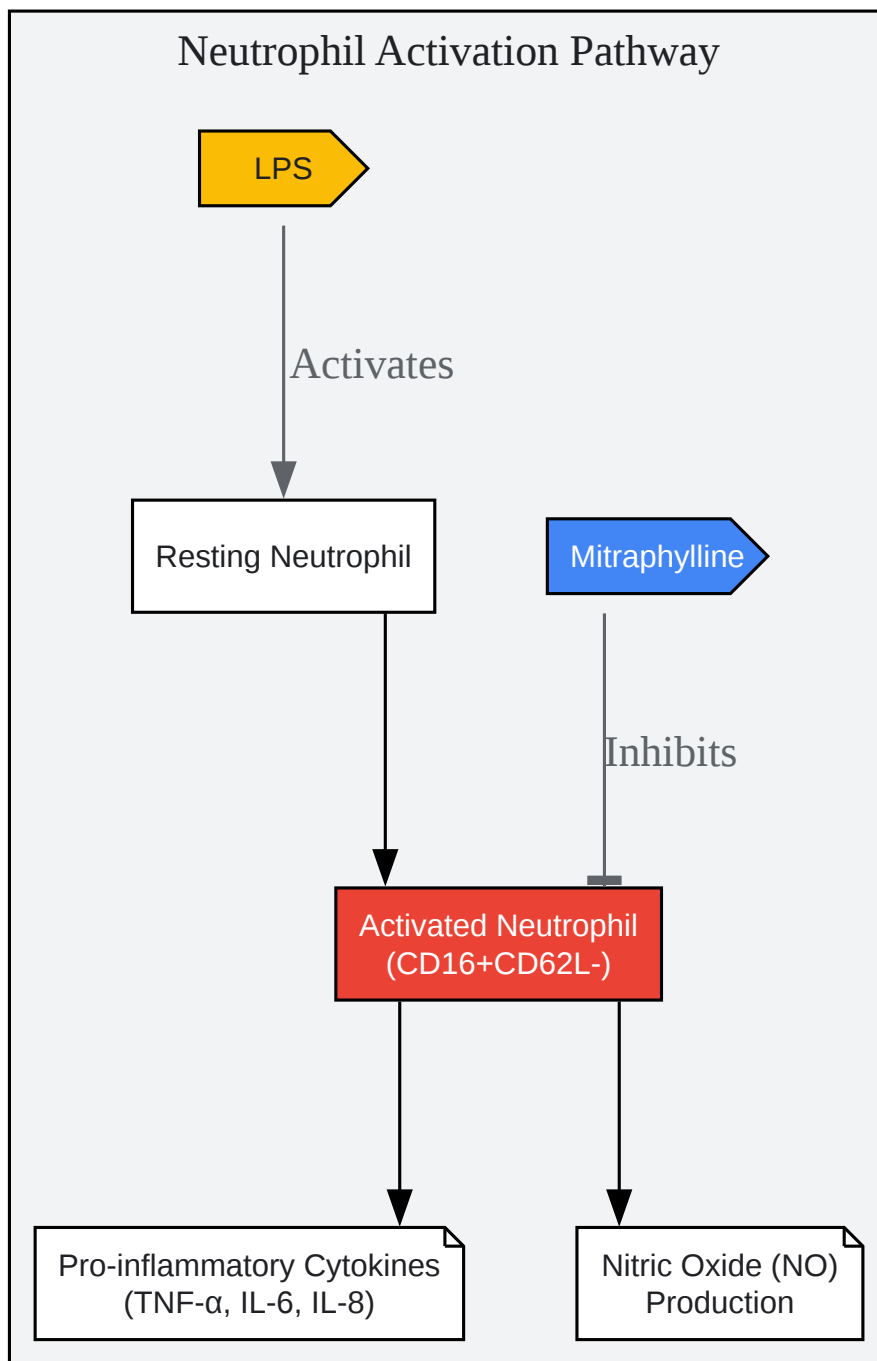 Neutrophil Activation Pathway
LPS
Activates
Resting Neutrophil
Mitraphylline
Inhibits
Activated Neutrophil
(CD16+CD62L-)
Pro-inflammatory Cytokines
(TNF-α, IL-6, IL-8)
Nitric Oxide (NO)
Production